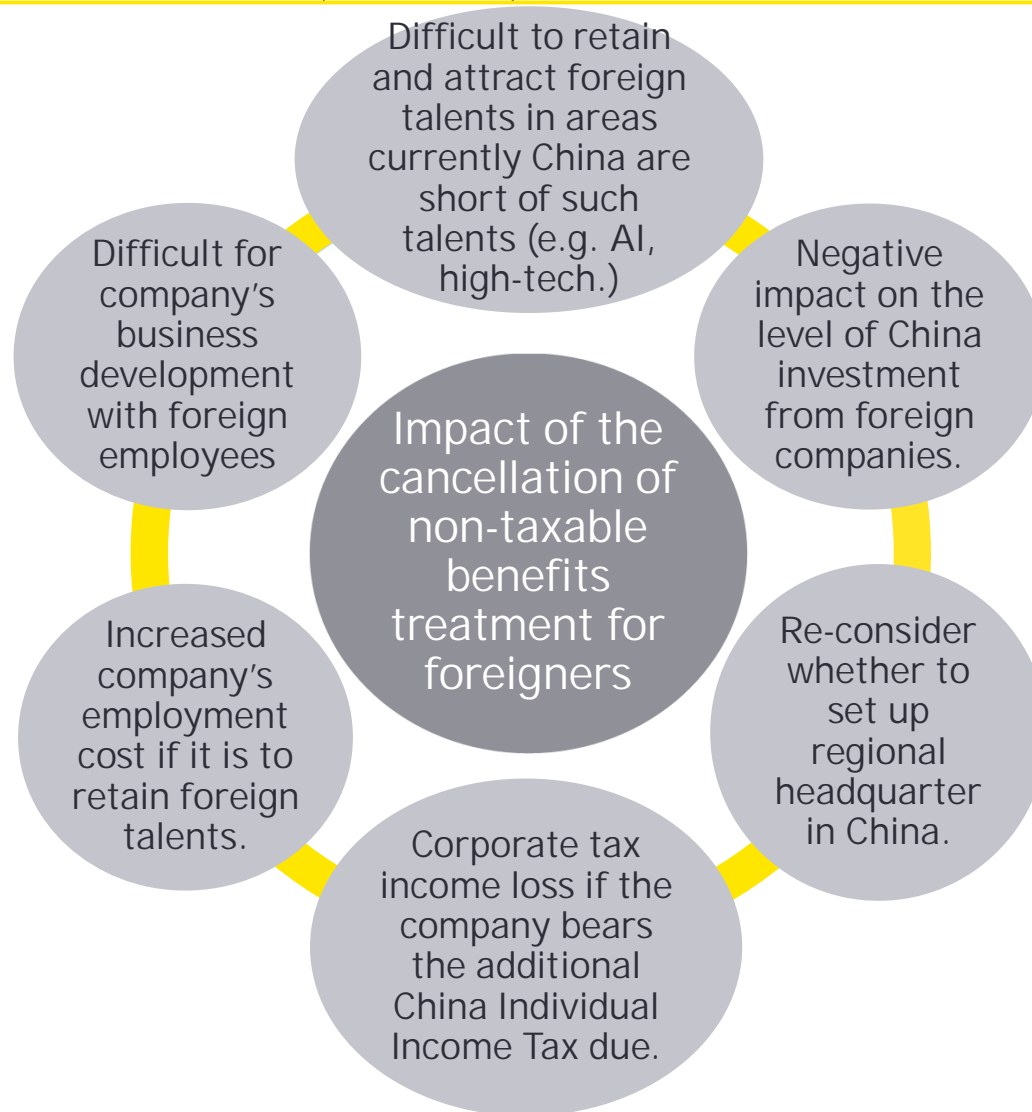 Difficult to retain
and attract foreign
talents in areas
currently China are
short of such
talents (e.g. AI,
high-tech.)
Negative
impact on the
level of China
investment
from foreign
companies.
Re-consider
whether to
set up
regional
headquarter
in China.
Corporate tax
income loss if the
company bears
the additional
China Individual
Income Tax due.
Increased
company’s
employment
cost if it is to
retain foreign
talents.
Difficult for
company’s
business
development
with foreign
employees
Impact of the
cancellation of
non-taxable
benefits
treatment for
foreigners